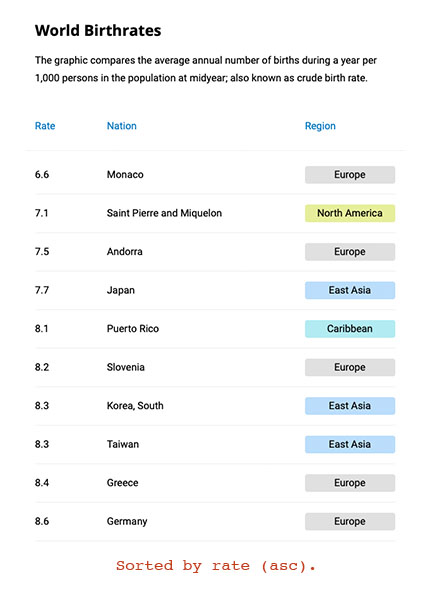 World Birthrates
The graphic compares the average annual number of births during a year per
1,000 persons in the population at midyear; also known as crude birth rate.
Rate Nation Region
6.6 Monaco Europe
7.1 Saint Pierre and Miquelon North America
7.5 Andorra Europe
7.7 Japan East Asia
8.1 Puerto Rico Caribbean
8.2 Slovenia Europe
8.3 Korea, South East Asia
8.3 Taiwan East Asia
8.4 Greece Europe
8.6 Germany Europe
Sorted by rate (asc).